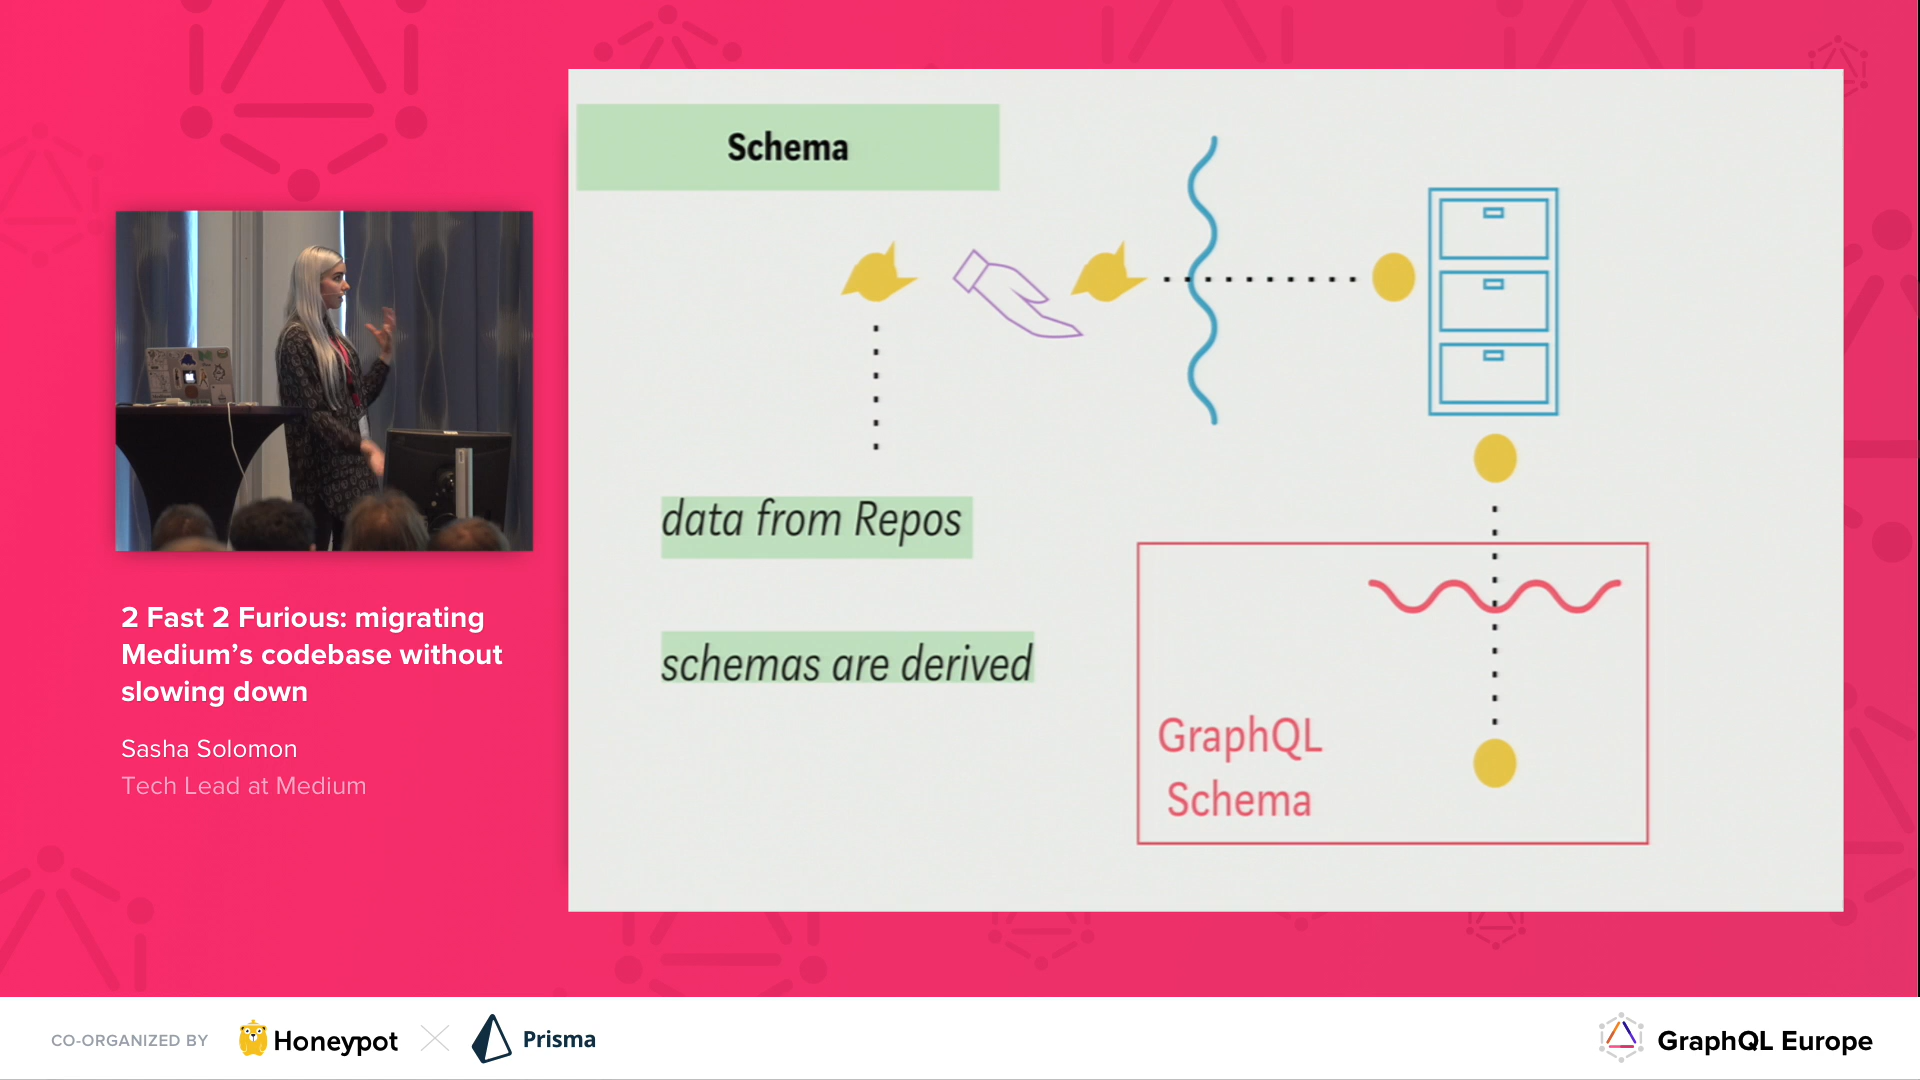 Schema
data from Repos
schemas are derived
GraphQL
Schema
2 Fast 2 Furious: migrating
Medium’s codebase without
slowing down
Sasha Solomon
Tech Lead at Medium
CO-ORGANIZED BY
Honeypot
Prisma
GraphQL Europe